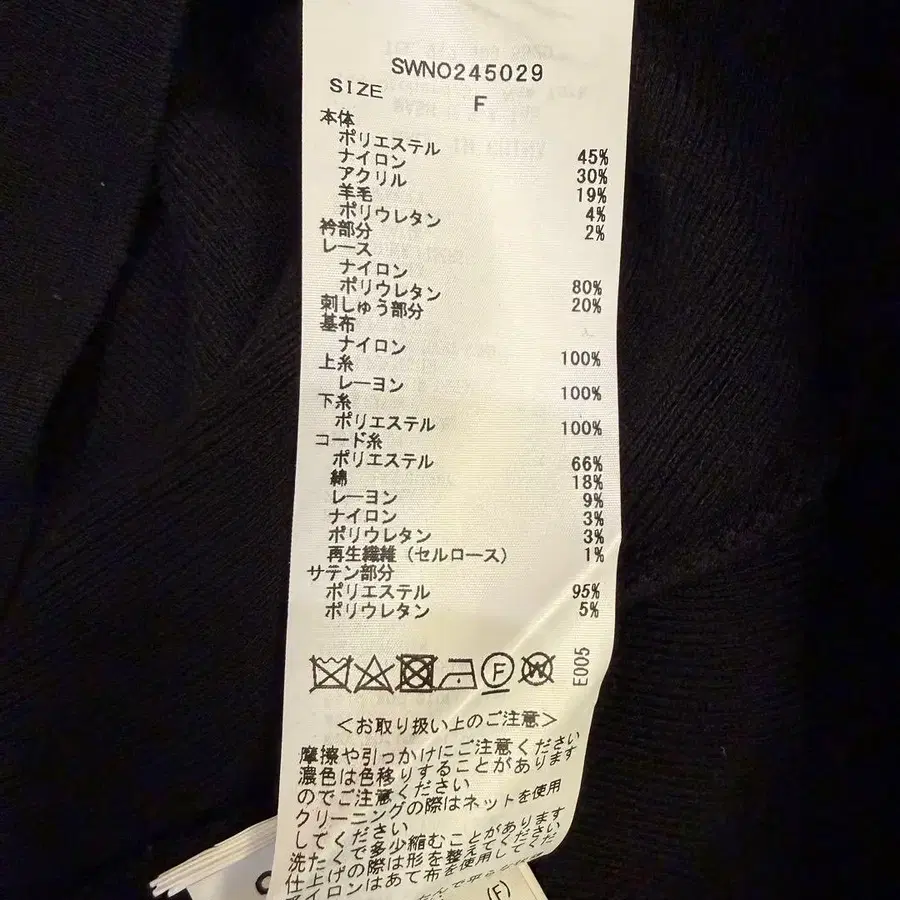 SWNO245029
SIZE F
本体
ポリエステル 45%
ナイロン 30%
アクリル 19%
羊毛 4%
ポリウレタン 2%
衿部分
レース
ナイロン 80%
ポリウレタン 20%
刺しゅう部分
基布
ナイロン 100%
上糸
レーヨン 100%
下糸
ポリエステル 100%
コード糸
ポリエステル 66%
綿 18%
レーヨン 9%
ナイロン 3%
ポリウレタン 3%
再生繊維(セルロース) 1%
サテン部分
ポリエステル 95%
ポリウレタン 5%
F W E005
<お取り扱い上のご注意>
摩擦や引っかけにご注意ください
濃色は色移りすることがあります
のでご注意ください
クリーニングの際はネットを使用
してください
洗たくで多少縮むことがあります
仕上げの際は形を整えてください
アイロンはあて布を使用してくだ
(F)